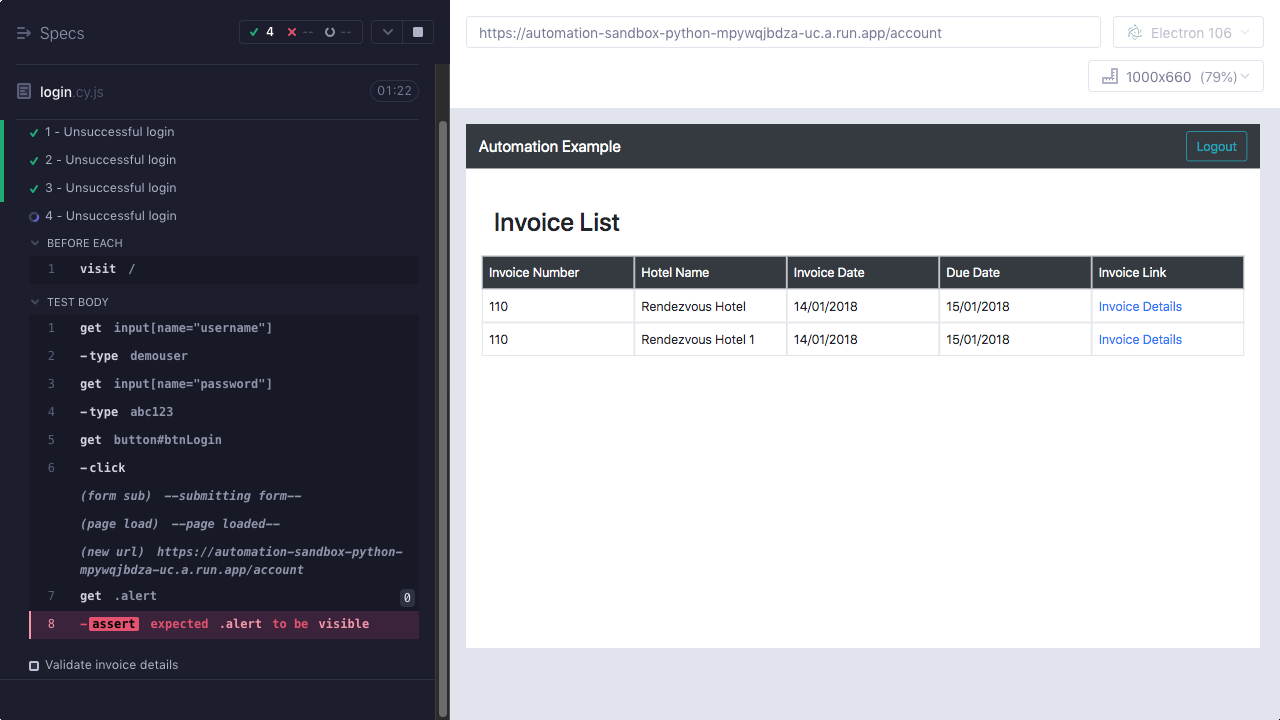 Specs
4 -- --
login.cy.js
01:22
1 - Unsuccessful login
2 - Unsuccessful login
3 - Unsuccessful login
4 - Unsuccessful login
BEFORE EACH
1 visit /
TEST BODY
1 get input[name="username"]
2 -type demouser
3 get input[name="password"]
4 -type abc123
5 get button#btnLogin
6 -click
(form sub) --submitting form--
(page load) --page loaded--
(new url) https://automation-sandbox-python-
mpywqjbdza-uc.a.run.app/account
7 get .alert 0
8 -assert expected .alert to be visible
Validate invoice details
https://automation-sandbox-python-mpywqjbdza-uc.a.run.app/account
Electron 106
1000x660 (79%)
Automation Example
Logout
Invoice List
Invoice Number Hotel Name Invoice Date Due Date Invoice Link
110 Rendezvous Hotel 14/01/2018 15/01/2018 Invoice Details
110 Rendezvous Hotel 1 14/01/2018 15/01/2018 Invoice Details